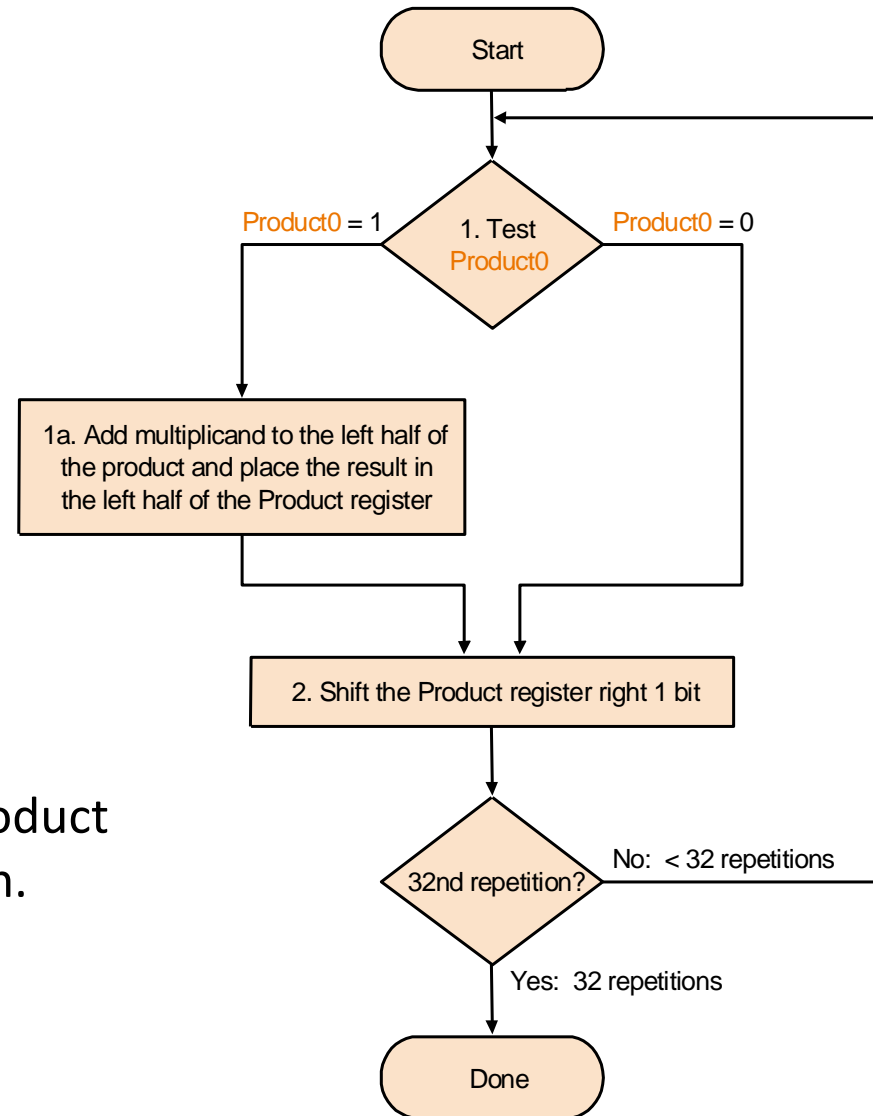 Start
Product0 = 1
1. Test
Product0
Product0 = 0
1a. Add multiplicand to the left half of
the product and place the result in
the left half of the Product register
2. Shift the Product register right 1 bit
oduct
n.
32nd repetition?
No: < 32 repetitions
Yes: 32 repetitions
Done